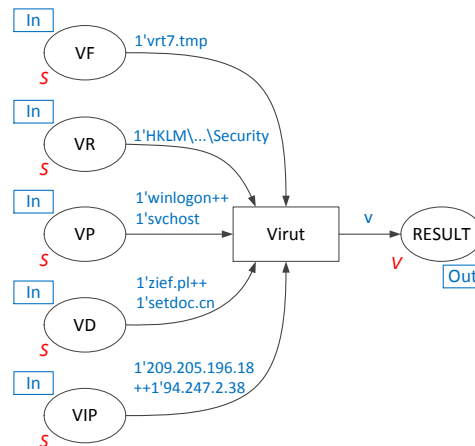 In
VF
S
1'vrt7.tmp
In
VR
S
1'HKLM\...\Security
In
VP
S
1'winlogon++
1'svchost
Virut
v
RESULT
V
Out
In
VD
S
1'zief.pl++
1'setdoc.cn
In
VIP
S
1'209.205.196.18
++1'94.247.2.38